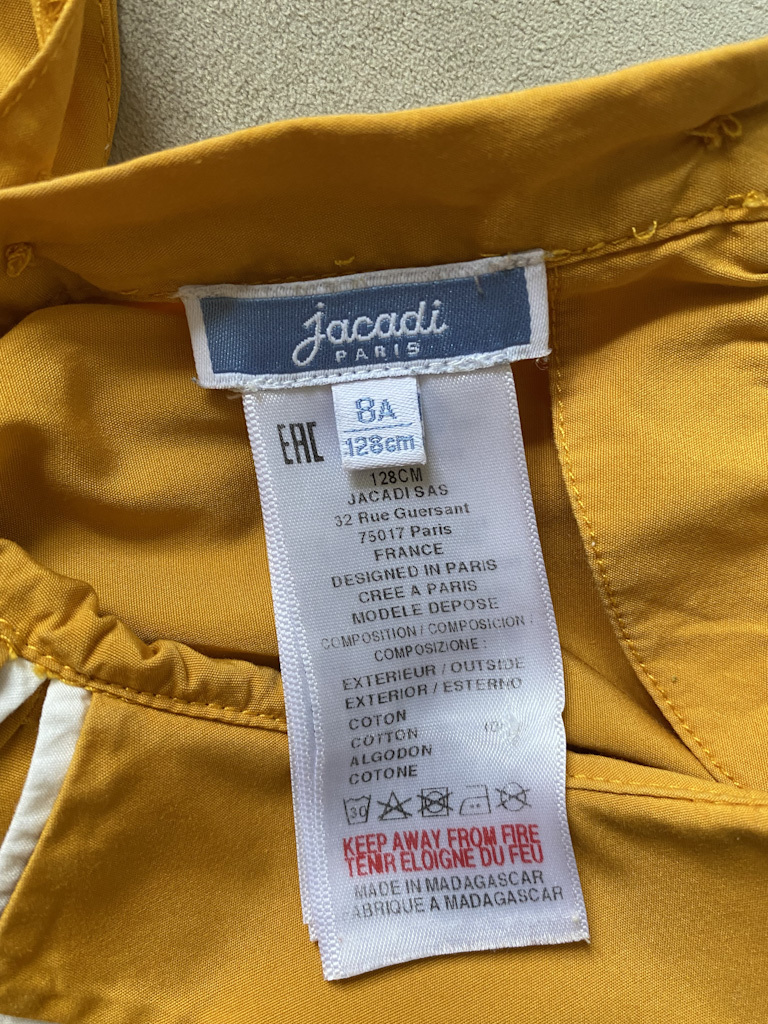 jacadi
PARIS
8A
128cm
EAC
128CM
JACADI SAS
32 Rue Guersant
75017 Paris
FRANCE
DESIGNED IN PARIS
CREE A PARIS
MODELE DEPOSE
COMPOSITION / COMPOSICION :
COMPOSIZIONE :
EXTERIEUR / OUTSIDE
EXTERIOR / ESTERNO
COTON
COTTON
ALGODON
COTONE
30
KEEP AWAY FROM FIRE
TENIR ELOIGNE DU FEU
MADE IN MADAGASCAR
FABRIQUE A MADAGASCAR